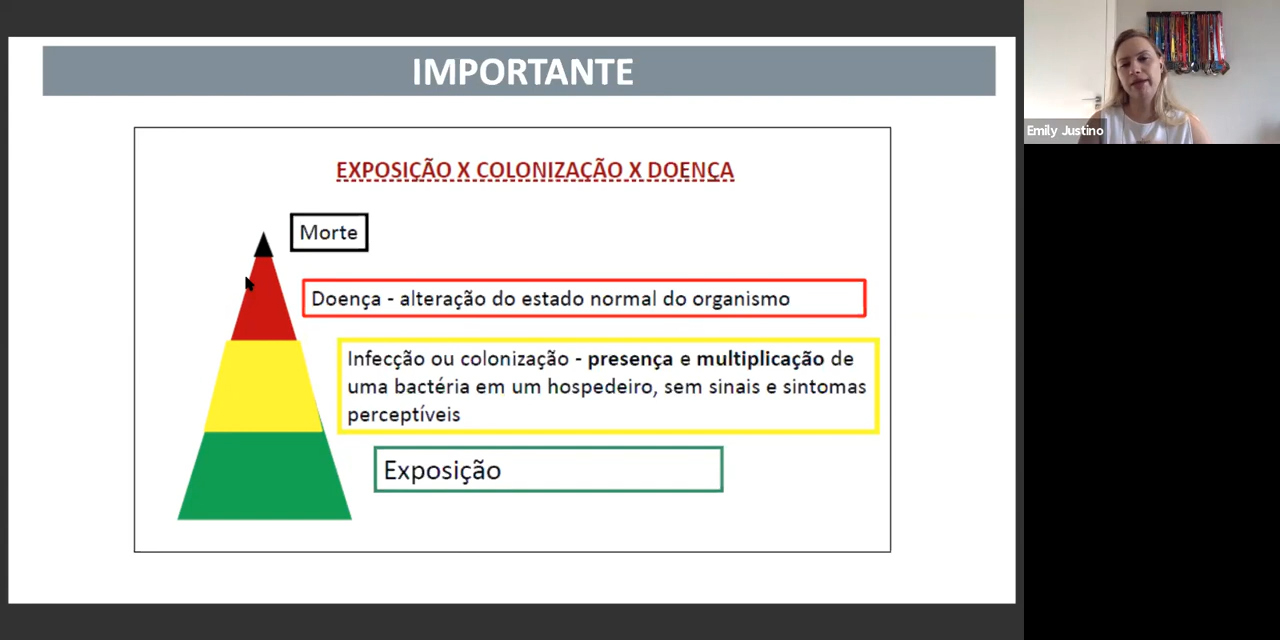 IMPORTANTE
EXPOSIÇÃO X COLONIZAÇÃO X DOENÇA
Morte
Doença - alteração do estado normal do organismo
Infecção ou colonização - presença e multiplicação de
uma bactéria em um hospedeiro, sem sinais e sintomas
perceptíveis
Exposição
Emily Justino